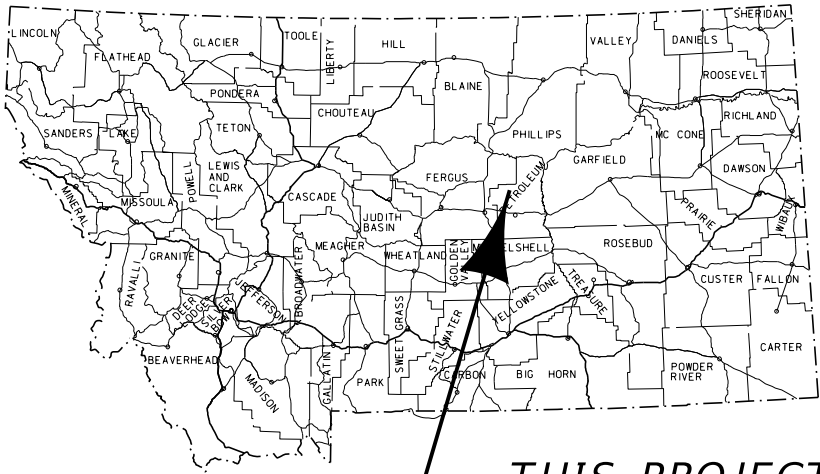 SHERIDAN
LINCOLN
GLACIER
TOOLE
LIBERTY
HILL
VALLEY
DANIELS
FLATHEAD
ROOSEVELT
PONDERA
BLAINE
CHOUTEAU
RICHLAND
SANDERS
LAKE
TETON
PHILLIPS
MC CONE
GARFIELD
DAWSON
LEWIS
AND
CLARK
POWELL
FERGUS
PETROLEUM
MINERAL
MISSOULA
CASCADE
JUDITH
BASIN
PRAIRIE
WIBAUX
MEAGHER
WHEATLAND
GOLDEN
VALLEY
ROSEBUD
GRANITE
BROADWATER
RAVALLI
CUSTER
FALLON
DEER
LODGE
SILVER
BOW
JEFFERSON
SWEET GRASS
STILLWATER
YELLOWSTONE
TREASURE
CARTER
BEAVERHEAD
MADISON
GALLATIN
PARK
CARBON
BIG HORN
POWDER
RIVER
THIS PROJECT